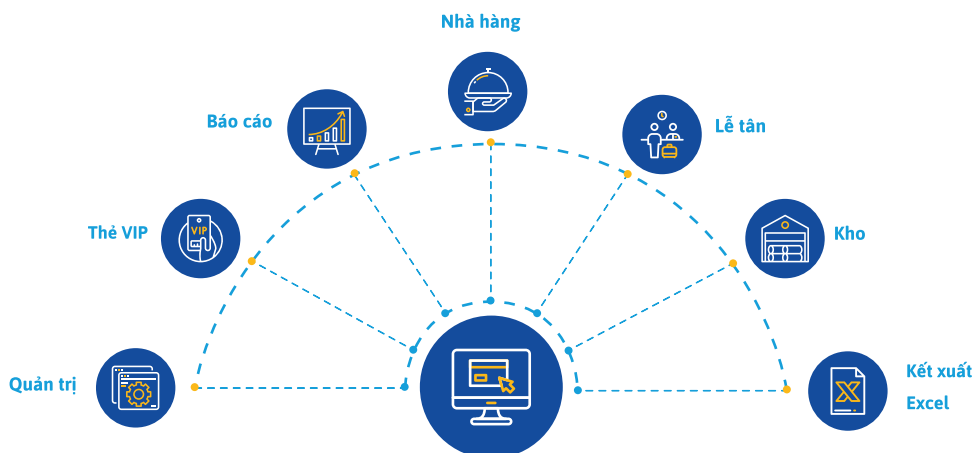 Nhà hàng
Báo cáo
Lễ tân
Thẻ VIP
VIP
Kho
Quản trị
Kết xuất
Excel